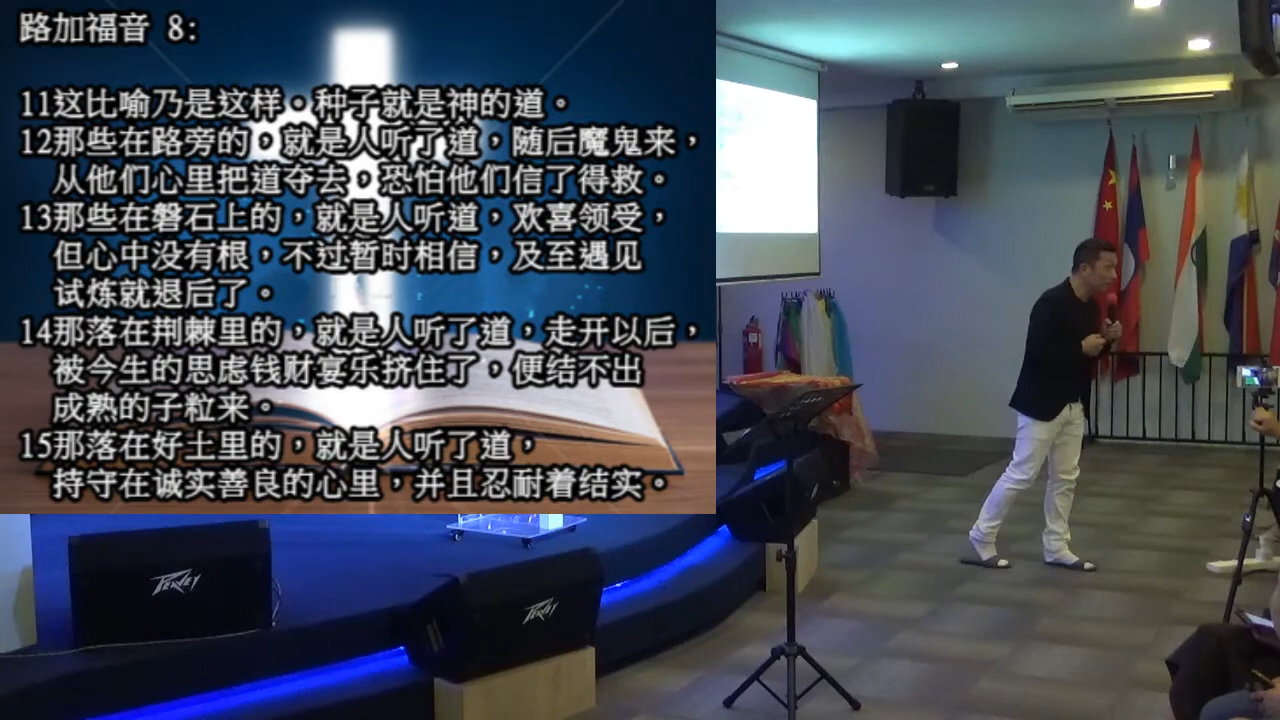 路加福音 8:
11这比喻乃是这样。种子就是神的道。
12那些在路旁的，就是人听了道，随后魔鬼来，
从他们心里把道夺去，恐怕他们信了得救。
13那些在磐石上的，就是人听道，欢喜领受，
但心中没有根，不过暂时相信，及至遇见
试炼就退后了。
14那落在荆棘里的，就是人听了道，走开以后，
被今生的思虑钱财宴乐挤住了，便结不出
成熟的子粒来。
15那落在好土里的，就是人听了道，
持守在诚实善良的心里，并且忍耐着结实。
PEAVEY
PEAVEY